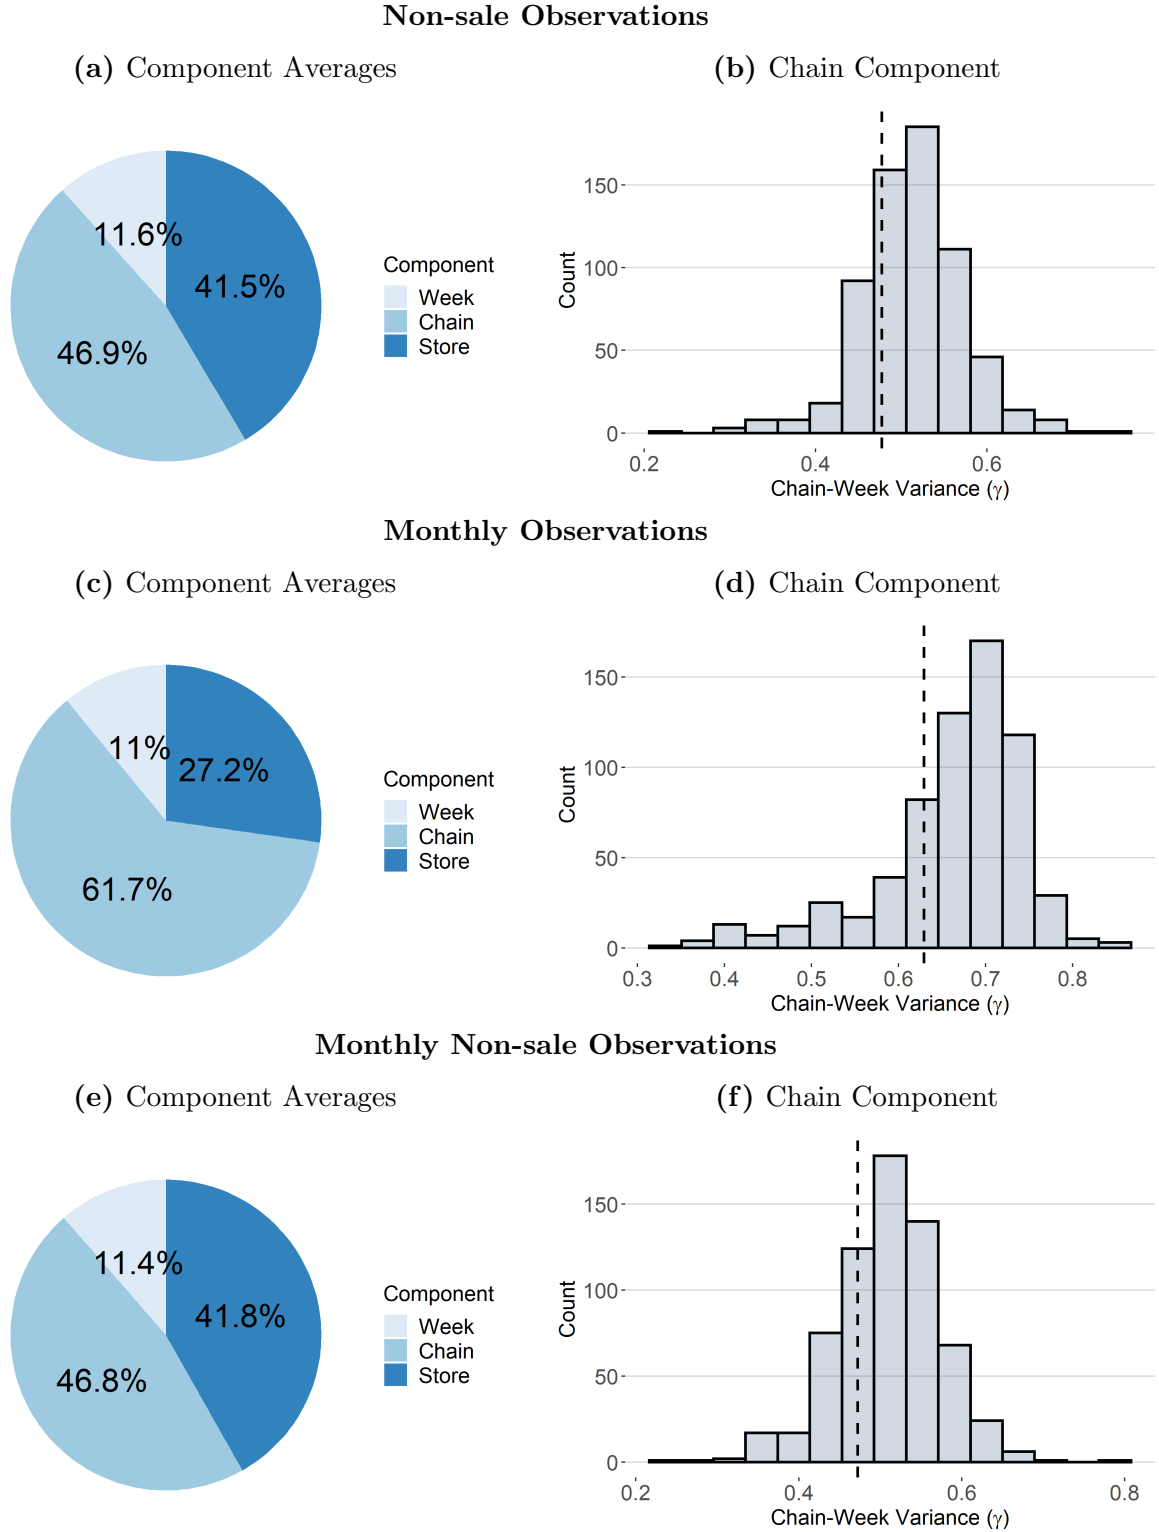 Non-sale Observations
(a) Component Averages
11.6%
41.5%
46.9%
Component
Week
Chain
Store
(b) Chain Component
Count
150
100
50
0
0.2 0.4 0.6
Chain-Week Variance (γ)
Monthly Observations
(c) Component Averages
11%
27.2%
61.7%
Component
Week
Chain
Store
(d) Chain Component
Count
150
100
50
0
0.3 0.4 0.5 0.6 0.7 0.8
Chain-Week Variance (γ)
Monthly Non-sale Observations
(e) Component Averages
11.4%
41.8%
46.8%
Component
Week
Chain
Store
(f) Chain Component
Count
150
100
50
0
0.2 0.4 0.6 0.8
Chain-Week Variance (γ)